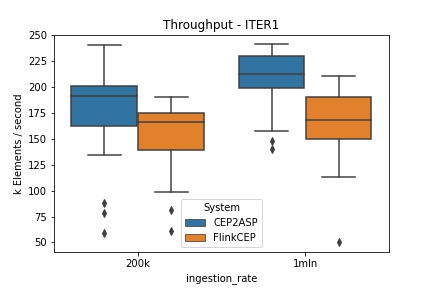 Throughput - ITER1
k Elements / second
250
225
200
175
150
125
100
75
50
System
CEP2ASP
FlinkCEP
200k
1mln
ingestion_rate